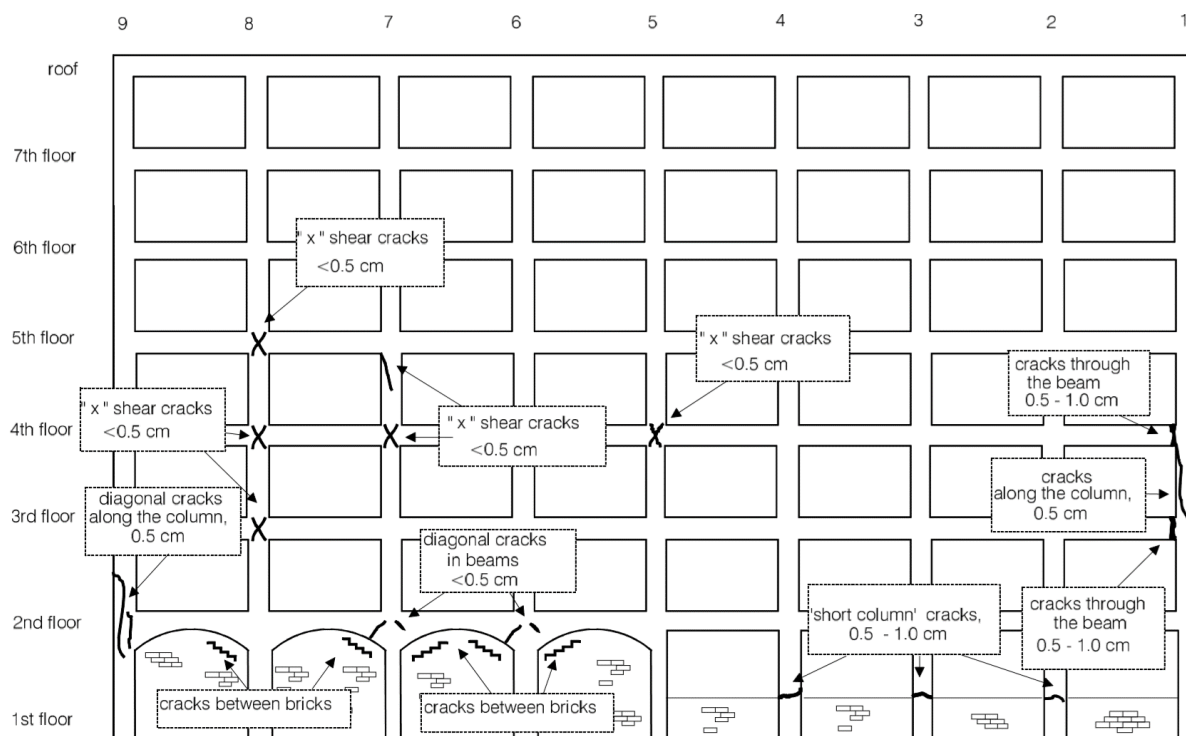 9 8 7 6 5 4 3 2 1
roof
7th floor
6th floor
" x " shear cracks
<0.5 cm
5th floor
" x " shear cracks
<0.5 cm
cracks through
the beam
0.5 - 1.0 cm
" x " shear cracks
<0.5 cm
4th floor
" x " shear cracks
<0.5 cm
cracks
along the column,
0.5 cm
diagonal cracks
along the column,
0.5 cm
3rd floor
diagonal cracks
in beams
<0.5 cm
'short column' cracks,
0.5 - 1.0 cm
cracks through
the beam
0.5 - 1.0 cm
2nd floor
cracks between bricks
cracks between bricks
1st floor